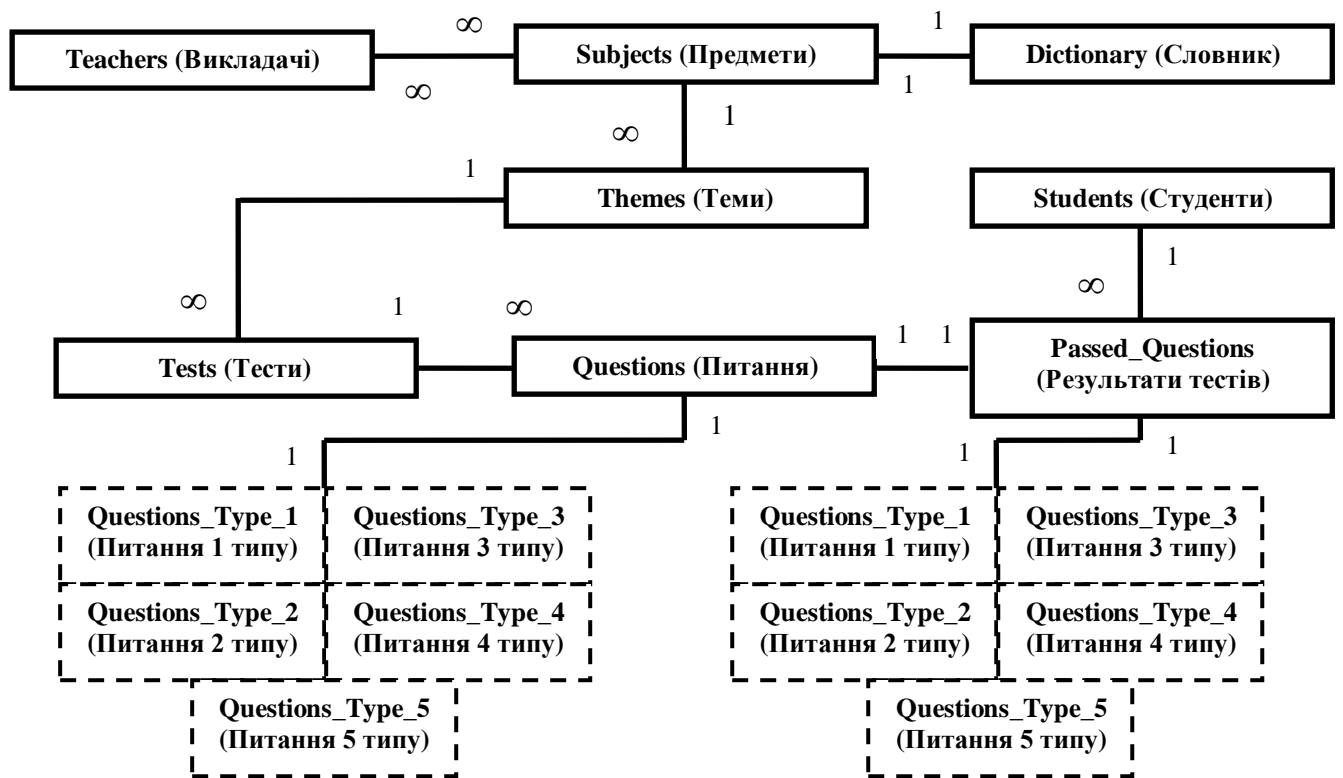 ∞
1
Teachers (Викладачі)
Subjects (Предмети)
Dictionary (Словник)
∞
1
1
∞
1
Themes (Теми)
Students (Студенти)
1
∞
∞
1
∞
1
1
Tests (Тести)
Questions (Питання)
Passed_Questions
(Результати тестів)
1
1
1
1
Questions_Type_1
(Питання 1 типу)
Questions_Type_3
(Питання 3 типу)
Questions_Type_2
(Питання 2 типу)
Questions_Type_4
(Питання 4 типу)
Questions_Type_5
(Питання 5 типу)
Questions_Type_1
(Питання 1 типу)
Questions_Type_3
(Питання 3 типу)
Questions_Type_2
(Питання 2 типу)
Questions_Type_4
(Питання 4 типу)
Questions_Type_5
(Питання 5 типу)